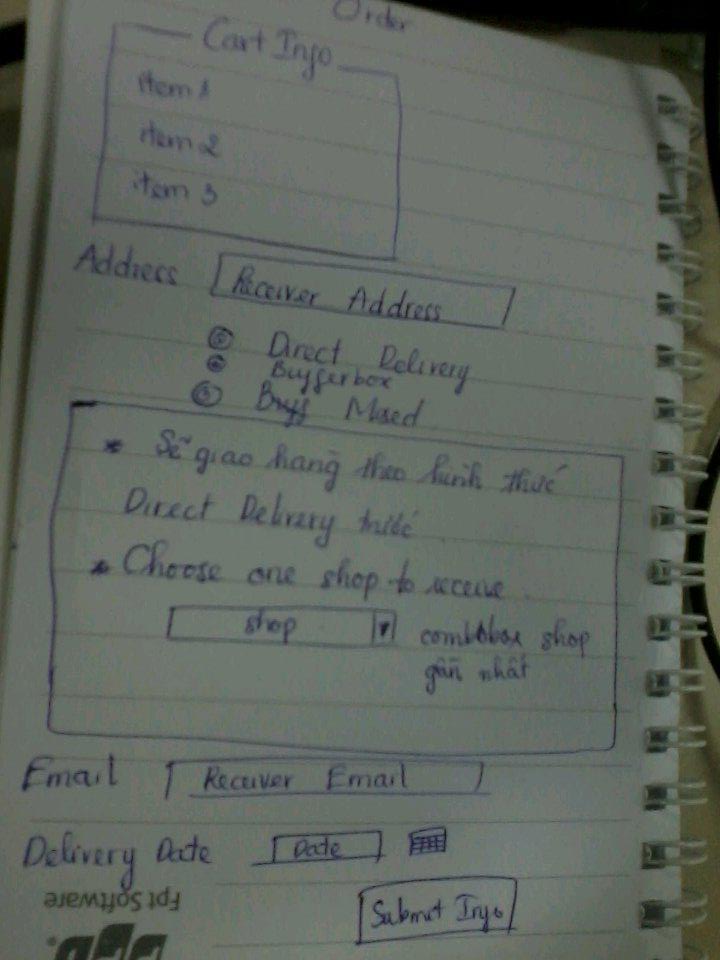 Order
Cart Info
item 1
item 2
item 3
Address Receiver Address
Direct Delivery
Bufferbox
Mixed
* Sẽ giao hàng theo hình thức
Direct Delivery trước
* Choose one shop to receive
shop combobox shop
gần nhất
Email Receiver Email
Delivery Date Date
Submit Info
Fpt Software